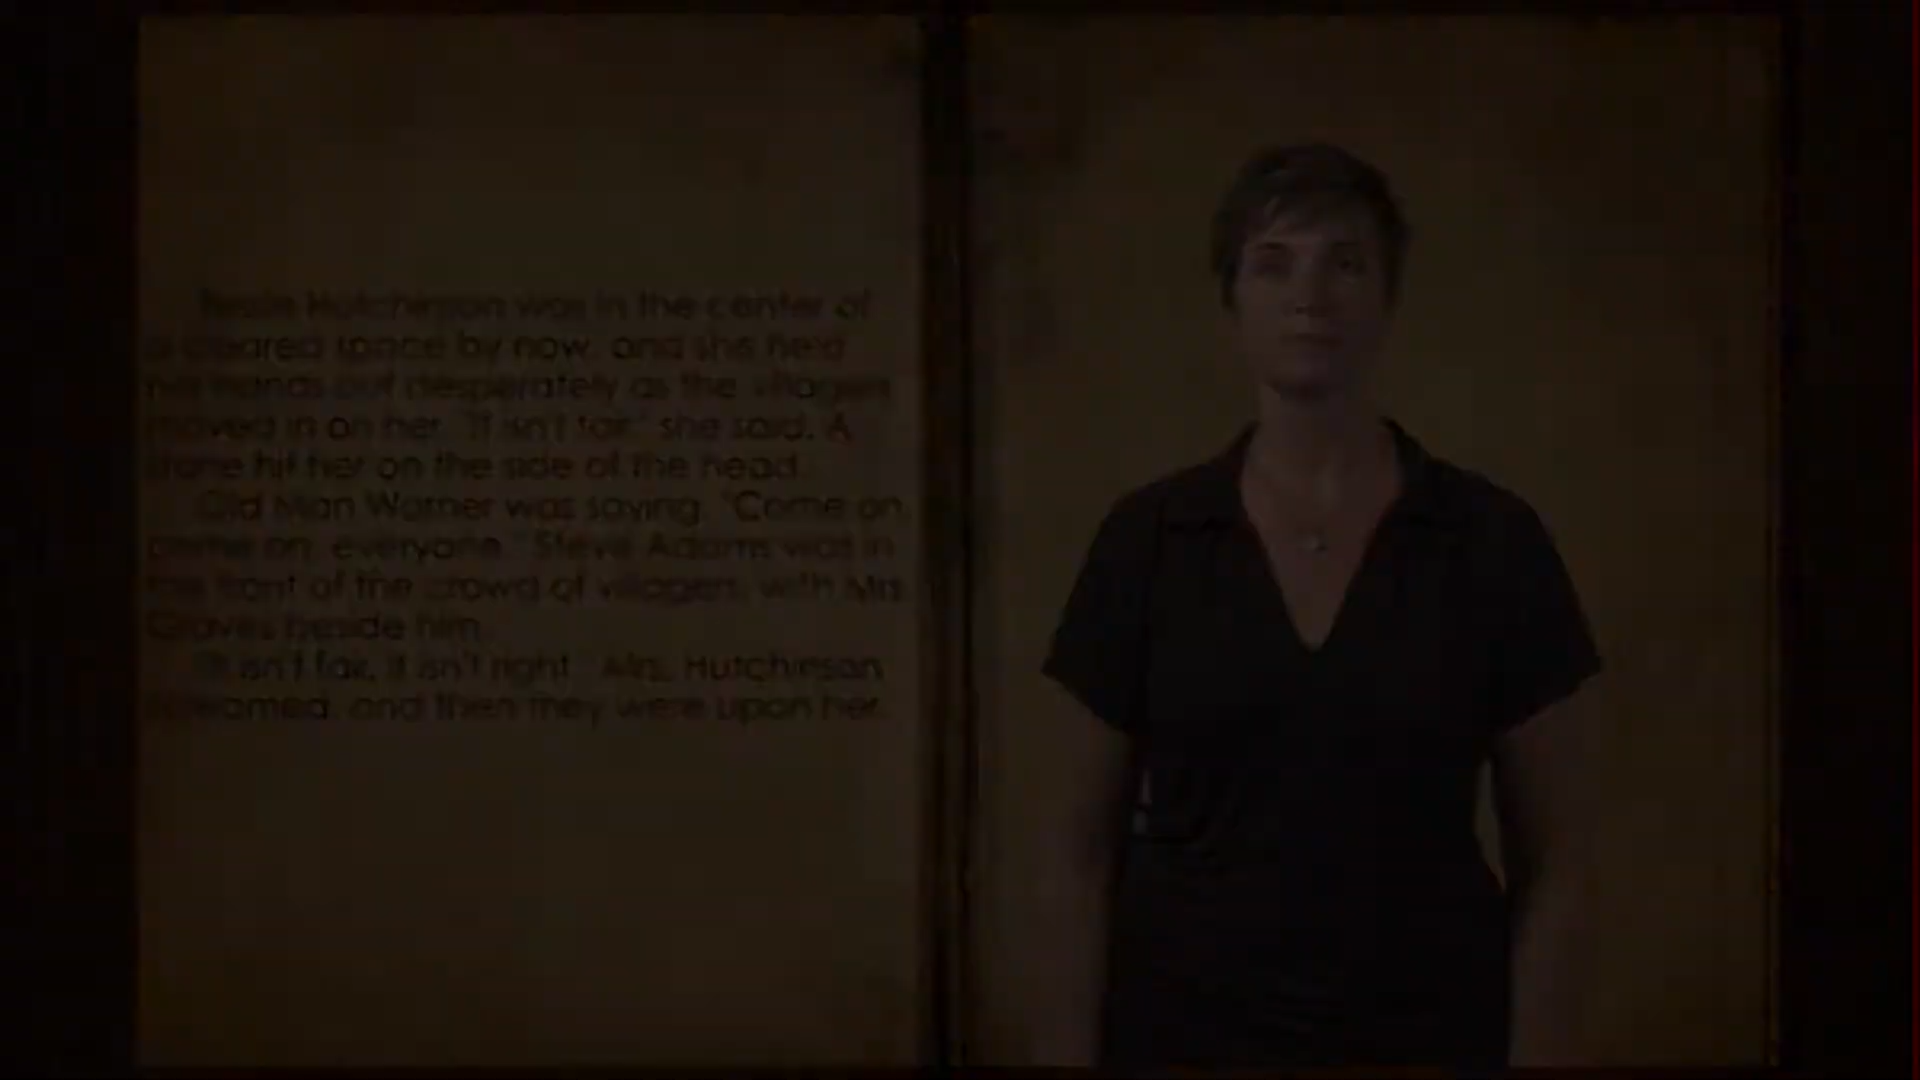 Tessie Hutchinson was in the center of
a cleared space by now, and she held
her hands out desperately as the villagers
moved in on her. "It isn't fair," she said. A
stone hit her on the side of the head.
Old Man Warner was saying, "Come on,
come on, everyone." Steve Adams was in
the front of the crowd of villagers, with Mrs.
Graves beside him.
"It isn't fair, it isn't right," Mrs. Hutchinson
screamed, and then they were upon her.